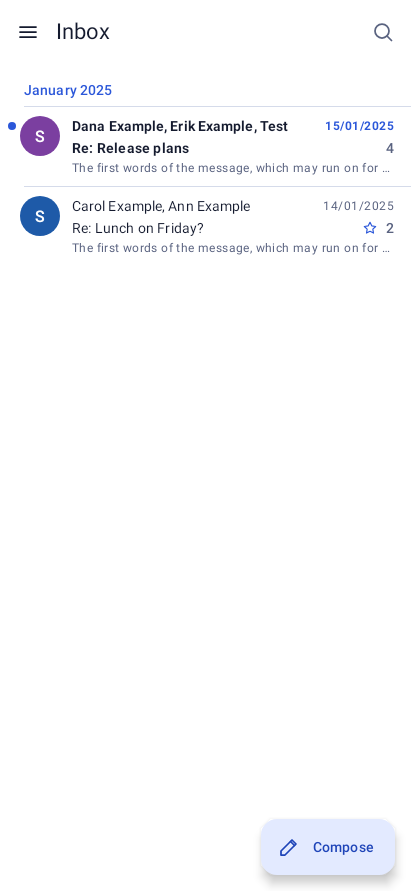 Inbox
January 2025
S
Dana Example, Erik Example, Test
15/01/2025
Re: Release plans
4
The first words of the message, which may run on for …
S
Carol Example, Ann Example
14/01/2025
Re: Lunch on Friday?
2
The first words of the message, which may run on for …
Compose